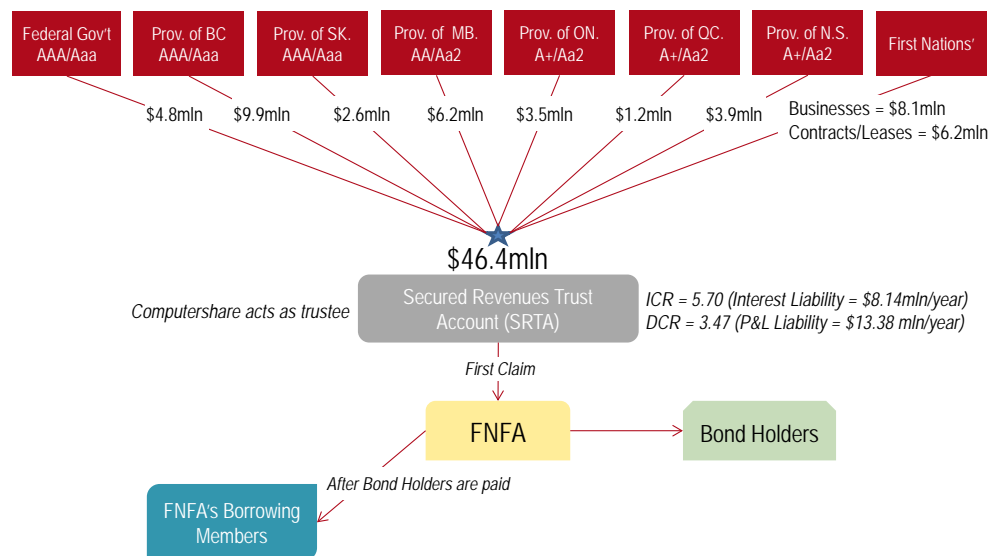 Federal Gov't
AAA/Aaa
Prov. of BC
AAA/Aaa
Prov. of SK.
AAA/Aaa
Prov. of  MB.
AA/Aa2
Prov. of ON.
A+/Aa2
Prov. of QC.
A+/Aa2
Prov. of N.S.
A+/Aa2
First Nations'
$4.8mln
$9.9mln
$2.6mln
$6.2mln
$3.5mln
$1.2mln
$3.9mln
Businesses = $8.1mln
Contracts/Leases = $6.2mln
$46.4mln
Computershare acts as trustee
Secured Revenues Trust
Account (SRTA)
ICR = 5.70 (Interest Liability = $8.14mln/year)
DCR = 3.47 (P&L Liability = $13.38 mln/year)
First Claim
FNFA
Bond Holders
After Bond Holders are paid
FNFA's Borrowing
Members